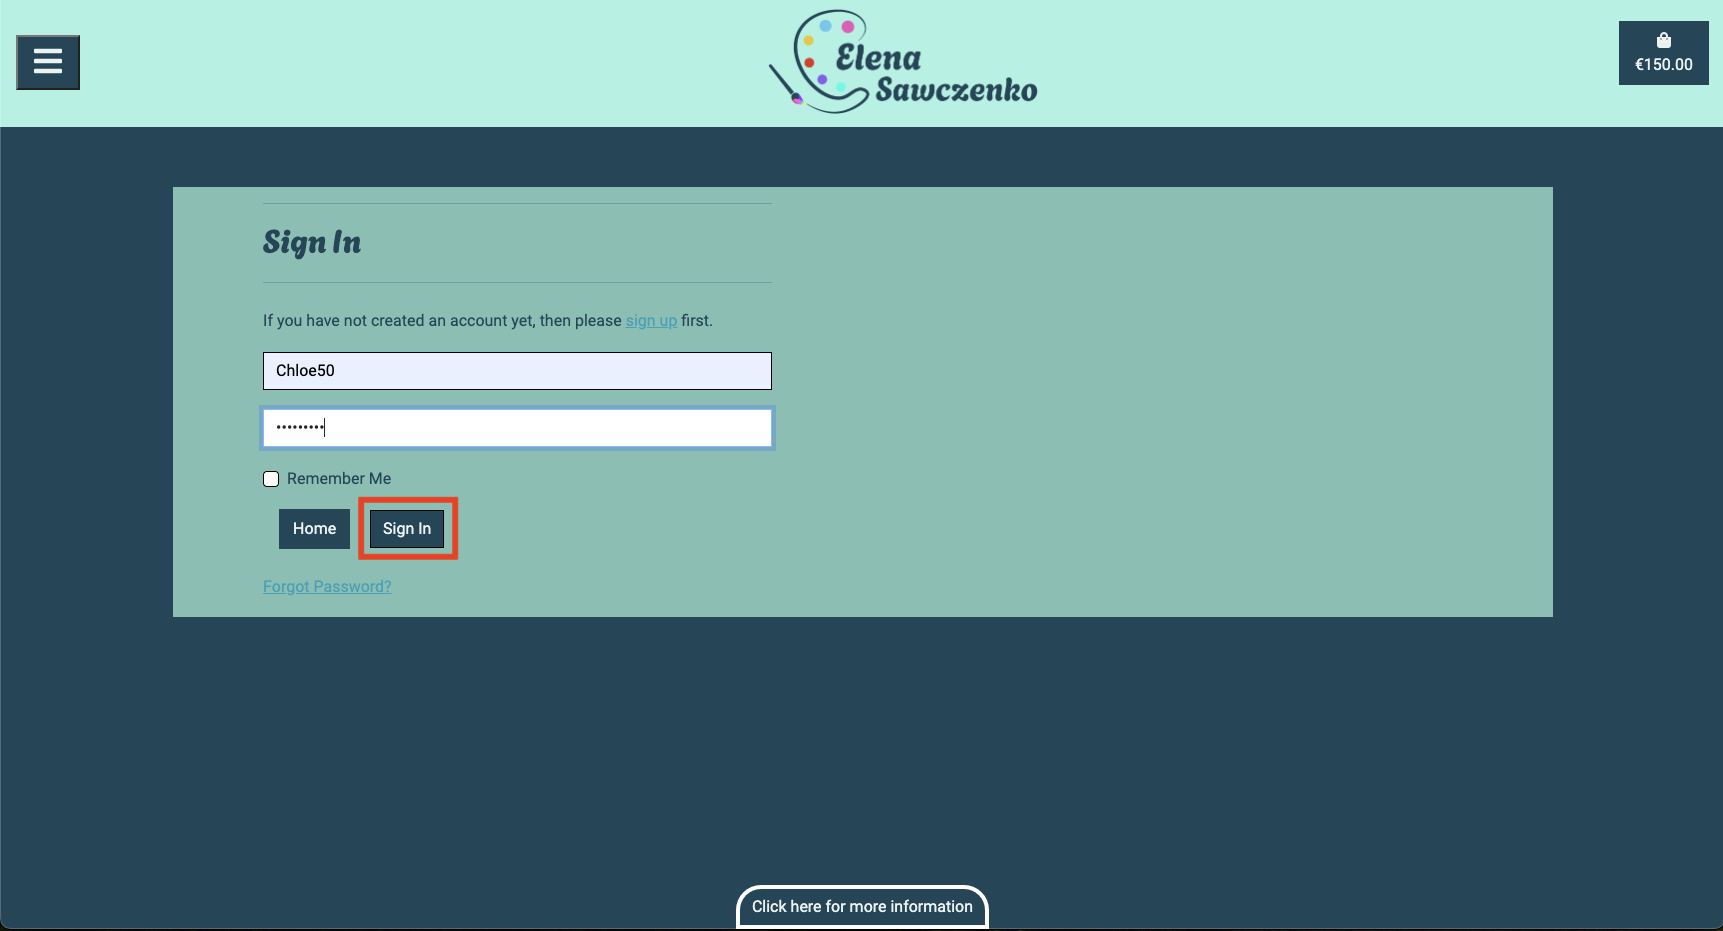 Elena
Sawczenko
€150.00
Sign In
If you have not created an account yet, then please sign up first.
Chloe50
•••••••••
Remember Me
Home
Sign In
Forgot Password?
Click here for more information